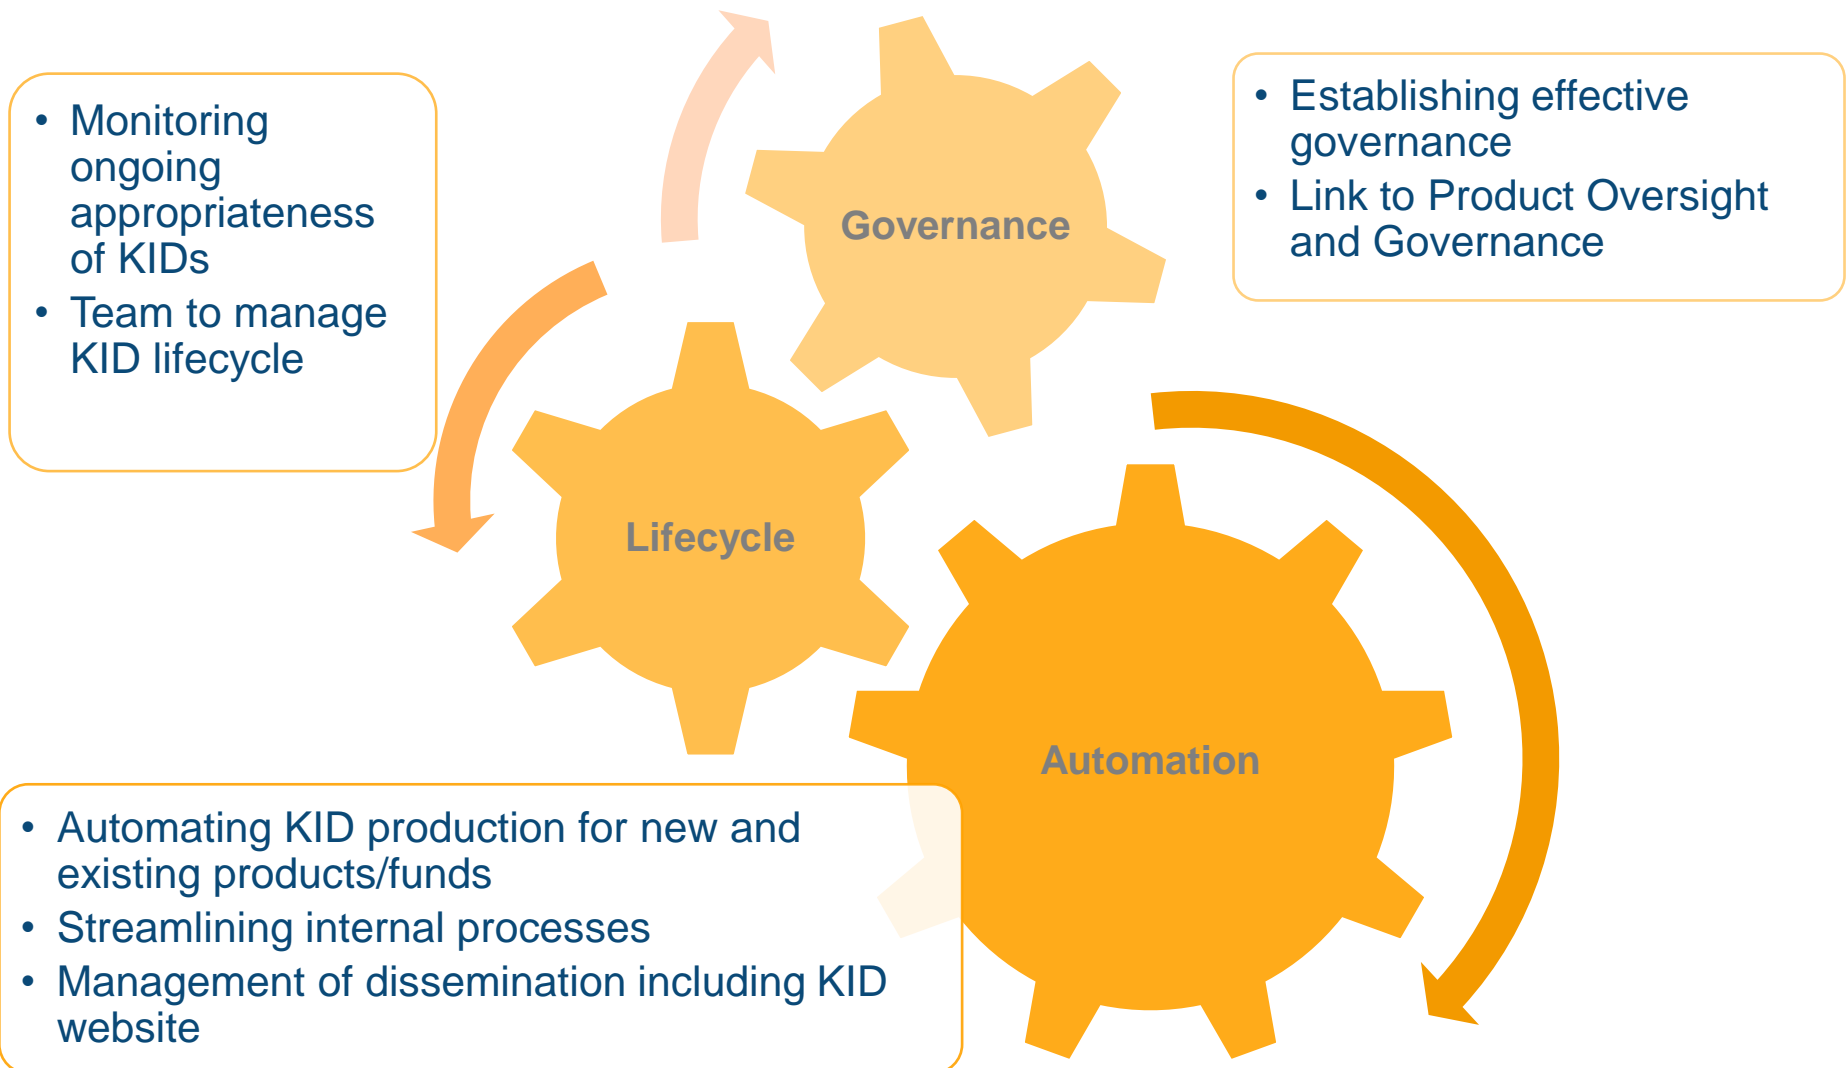 • Monitoring
ongoing
appropriateness
of KIDs
• Team to manage
KID lifecycle
Governance
• Establishing effective
governance
• Link to Product Oversight
and Governance
Lifecycle
Automation
• Automating KID production for new and
existing products/funds
• Streamlining internal processes
• Management of dissemination including KID
website